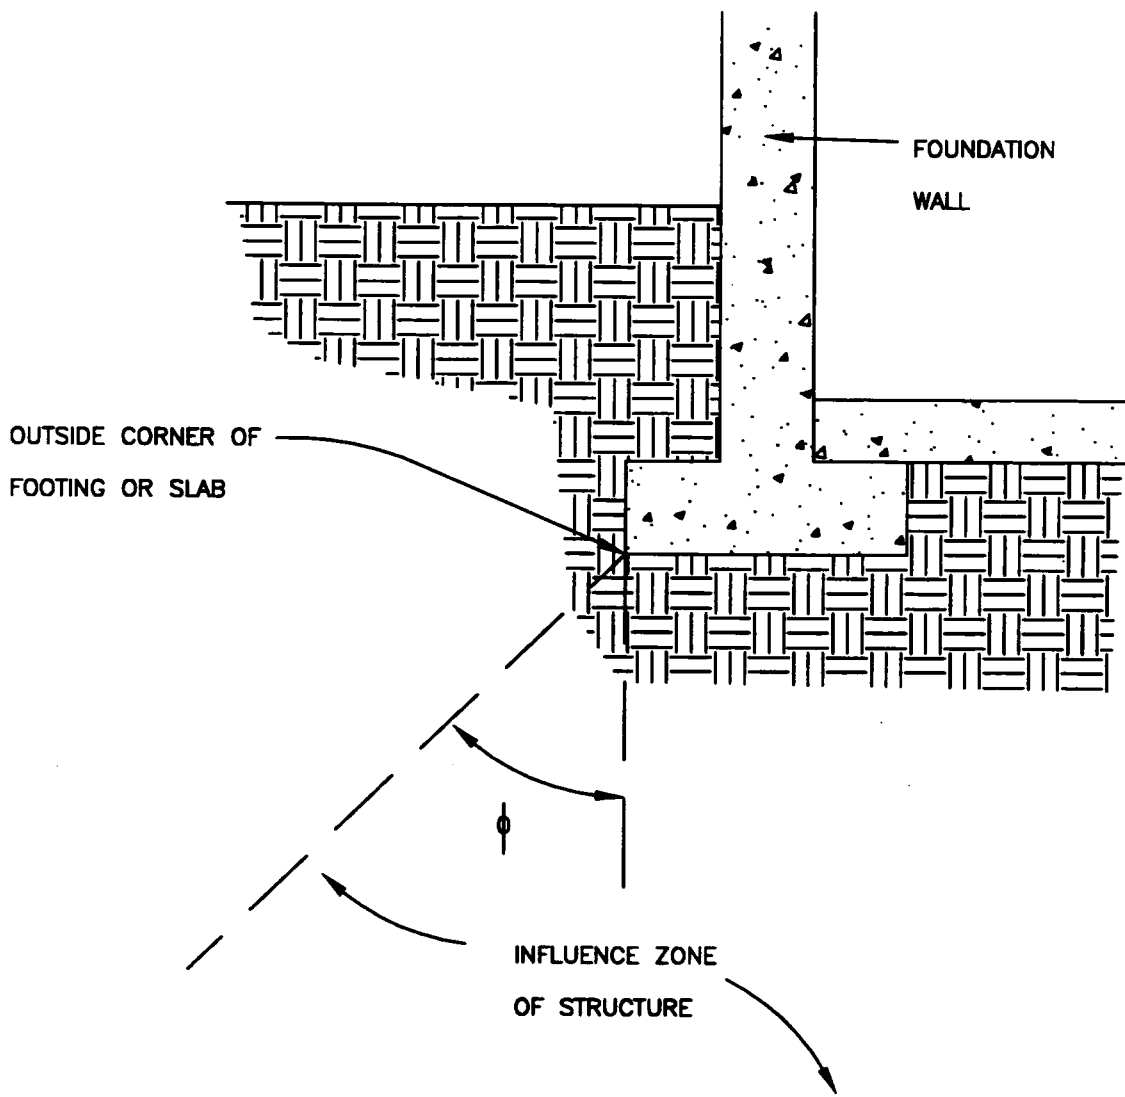 FOUNDATION
WALL
OUTSIDE CORNER OF
FOOTING OR SLAB
ϕ
INFLUENCE ZONE
OF STRUCTURE